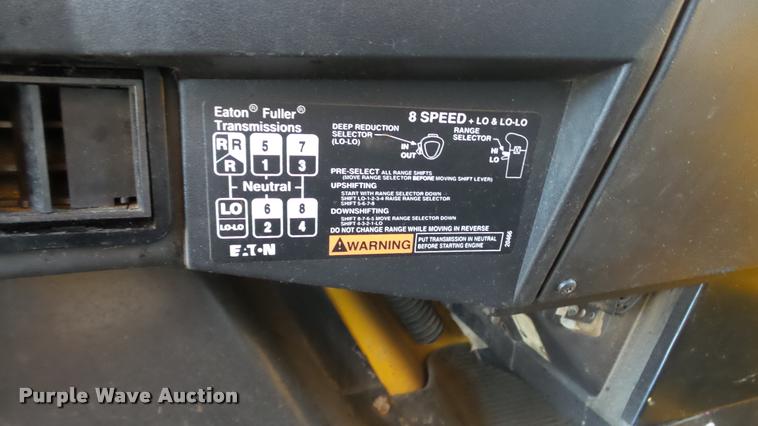 Eaton® Fuller®
Transmissions
8 SPEED + LO & LO-LO
DEEP REDUCTION
SELECTOR
(LO-LO)
IN
OUT
RANGE
SELECTOR
HI
LO
R R
R
5
1
7
3
Neutral
LO
LO-LO
6
2
8
4
EATON
PRE-SELECT ALL RANGE SHIFTS
(MOVE RANGE SELECTOR BEFORE MOVING SHIFT LEVER)
UPSHIFTING
START WITH RANGE SELECTOR DOWN
SHIFT LO-1-2-3-4 RAISE RANGE SELECTOR
SHIFT 5-6-7-8
DOWNSHIFTING
SHIFT 8-7-6-5 MOVE RANGE SELECTOR DOWN
SHIFT 4-3-2-1-LO
DO NOT CHANGE RANGE WHILE MOVING IN REVERSE
WARNING
PUT TRANSMISSION IN NEUTRAL
BEFORE STARTING ENGINE
20466
Purple Wave Auction